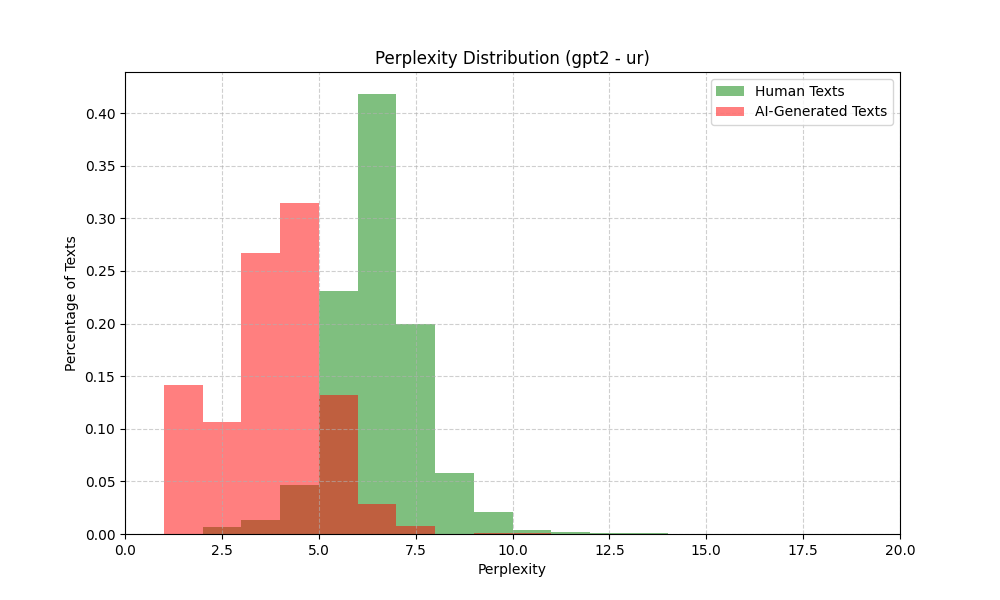 Perplexity Distribution (gpt2 - ur)
Human Texts
AI-Generated Texts
Percentage of Texts
0.40
0.35
0.30
0.25
0.20
0.15
0.10
0.05
0.00
0.0 2.5 5.0 7.5 10.0 12.5 15.0 17.5 20.0
Perplexity